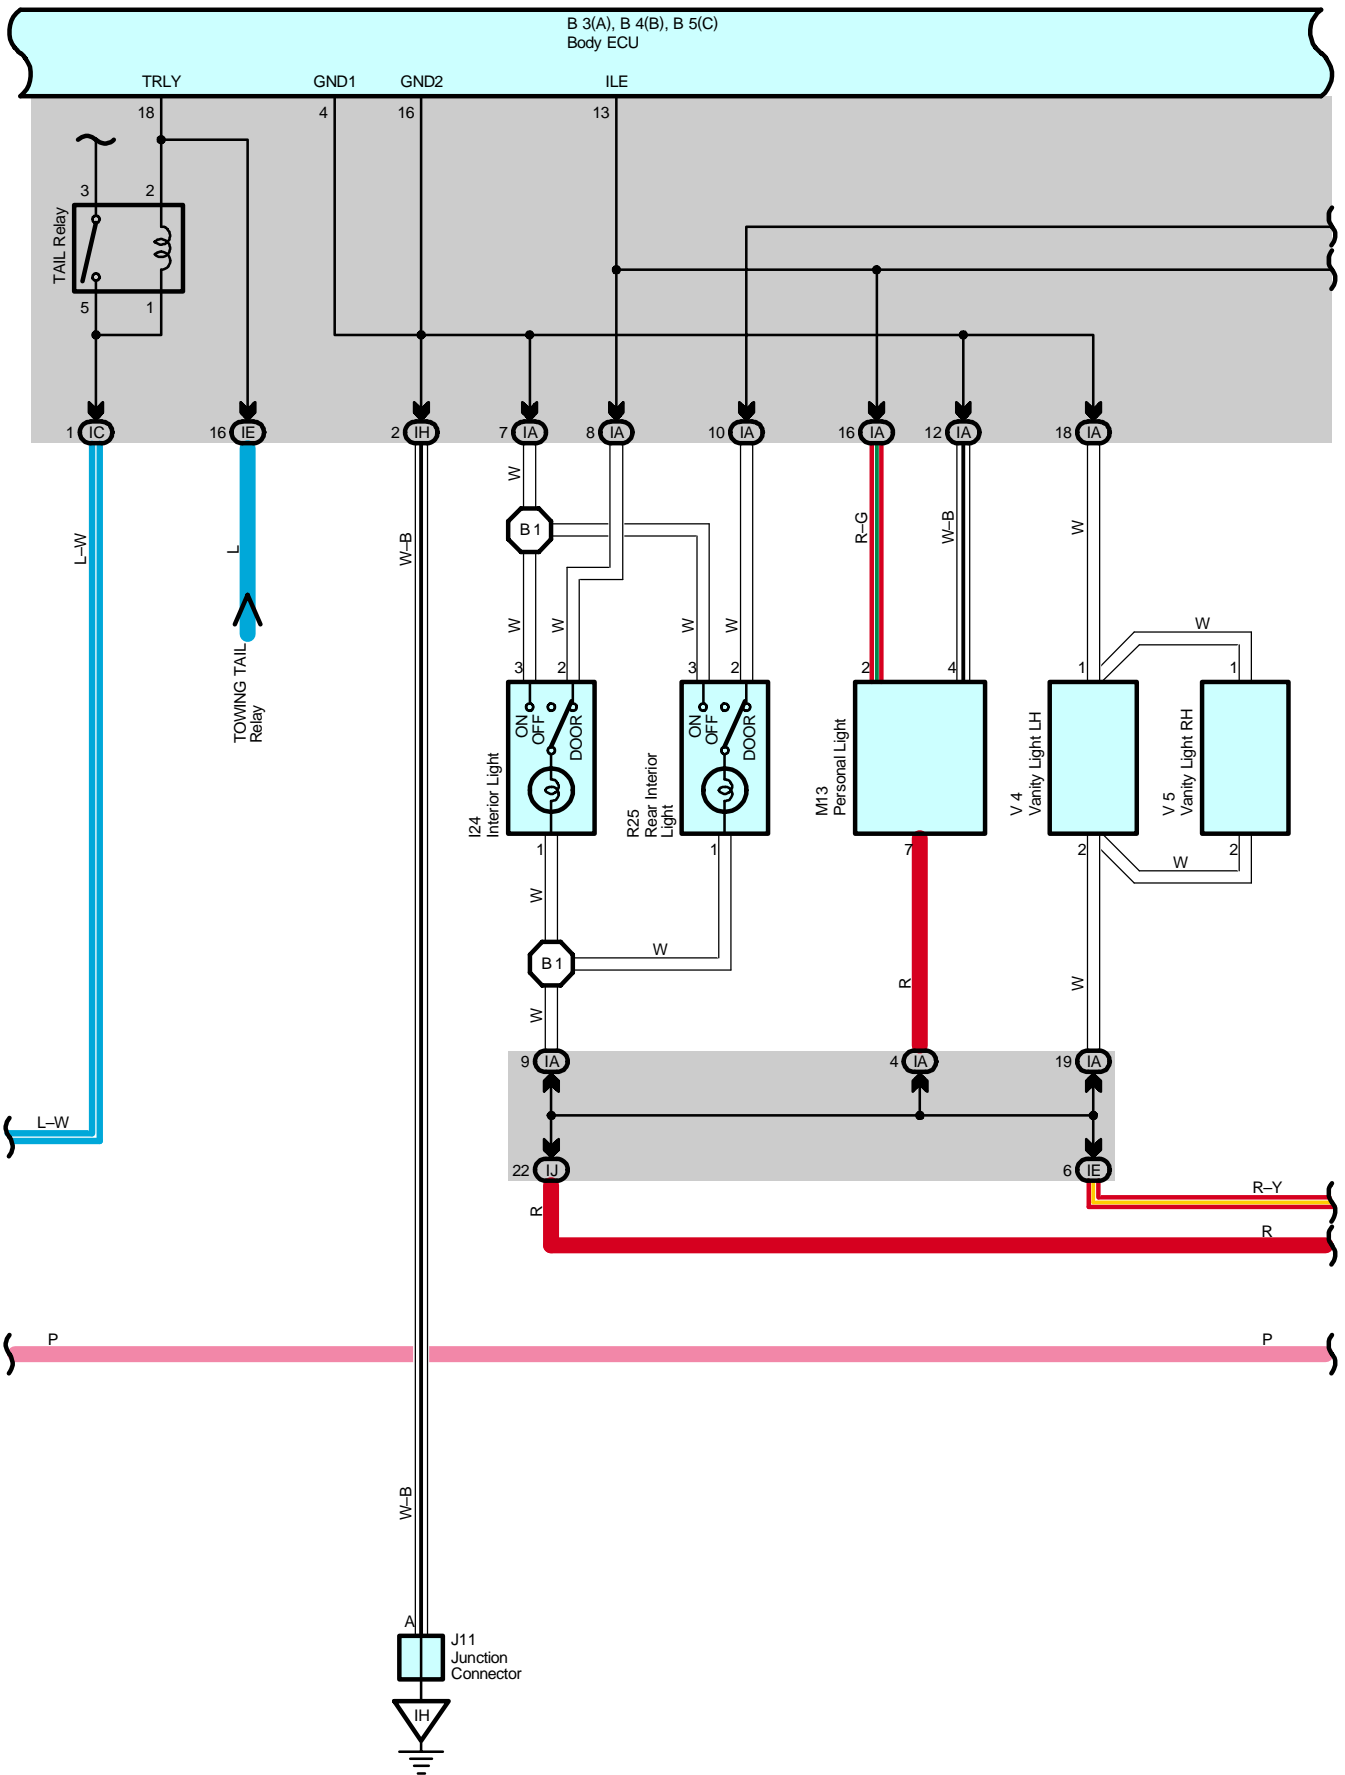 B 3(A), B 4(B), B 5(C)
Body ECU
TRLY
GND1
GND2
ILE
18
4
16
13
3
2
TAIL Relay
5
1
1
IC
16
IE
2
IH
7
IA
8
IA
10
IA
16
IA
12
IA
18
IA
W
B 1
L–W
L
W–B
R–G
W–B
W
W
W
W
W
W
TOWING TAIL
Relay
3
2
3
2
2
4
1
1
ON
OFF
DOOR
ON
OFF
DOOR
I24
Interior Light
R25
Rear Interior
Light
M13
Personal Light
V 4
Vanity Light LH
V 5
Vanity Light RH
1
1
7
2
2
W
W
B 1
W
W
R
W
9
IA
4
IA
19
IA
L–W
22
IJ
6
IE
R
R–Y
R
P
P
W–B
A
J11
Junction
Connector
IH